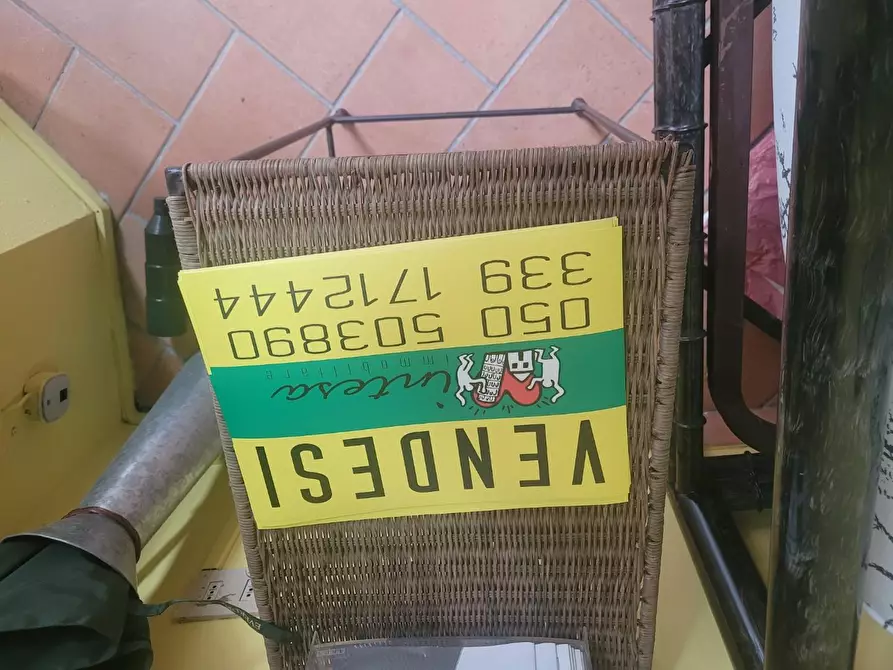 VENDESI
intesa
immobiliare
050 503890
339 1712444